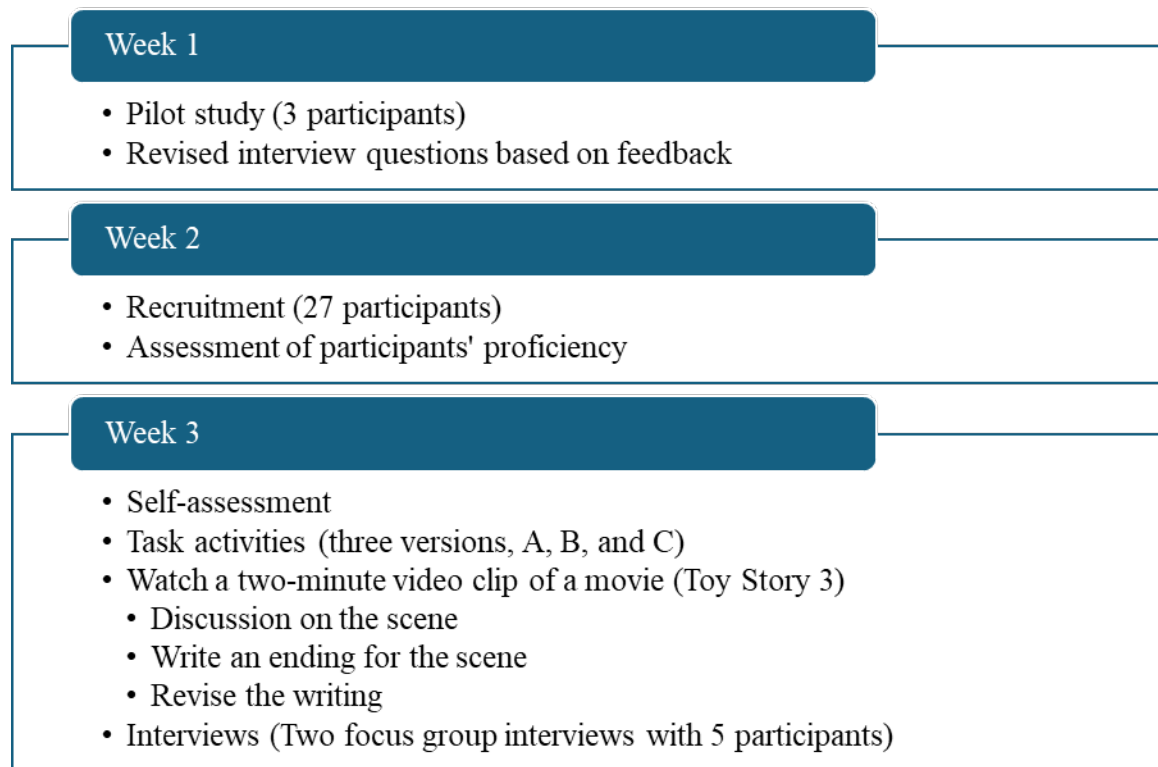 Week 1
• Pilot study (3 participants)
• Revised interview questions based on feedback
Week 2
• Recruitment (27 participants)
• Assessment of participants' proficiency
Week 3
• Self-assessment
• Task activities (three versions, A, B, and C)
• Watch a two-minute video clip of a movie (Toy Story 3)
• Discussion on the scene
• Write an ending for the scene
• Revise the writing
• Interviews (Two focus group interviews with 5 participants)